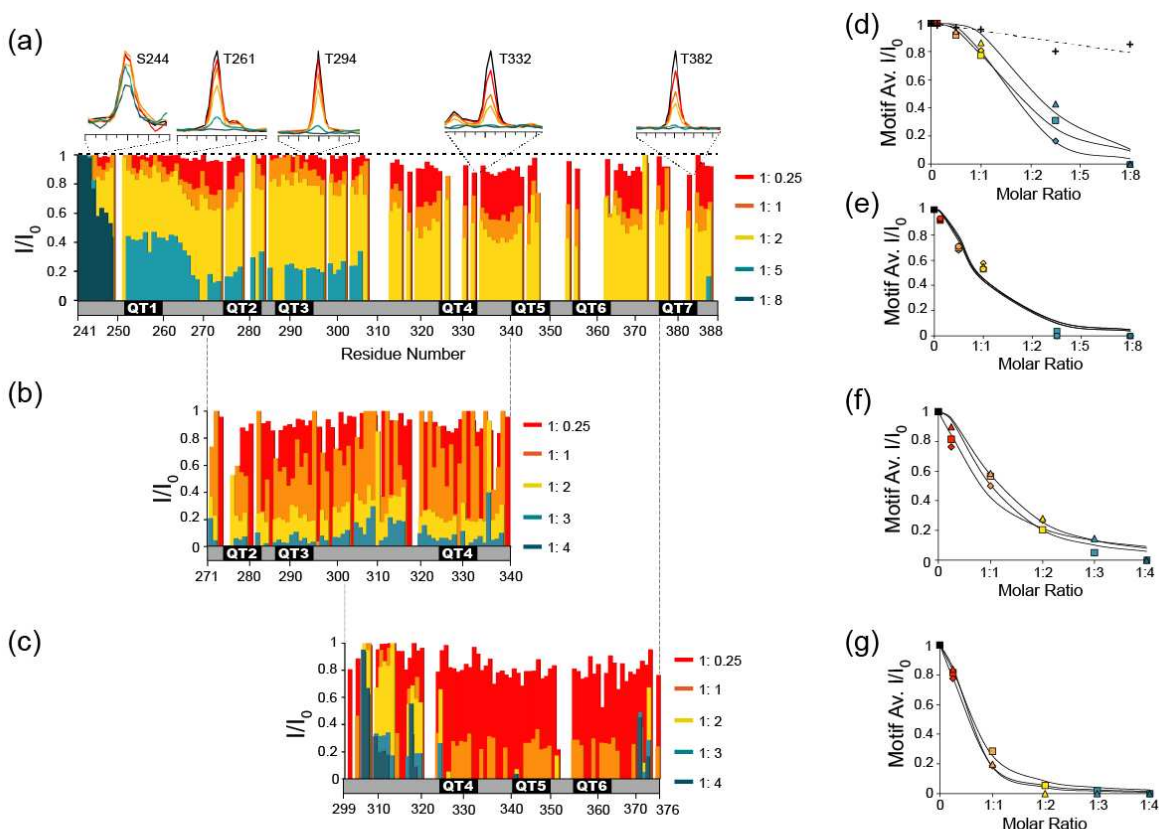 (a)
S244
T261
T294
T332
T382
I/I0
1
0.8
0.6
0.4
0.2
0
1: 0.25
1: 1
1: 2
1: 5
1: 8
QT1 QT2 QT3 QT4 QT5 QT6 QT7
241 250 260 270 280 290 300 310 320 330 340 350 360 370 380 388
Residue Number
(b)
I/I0
1
0.8
0.6
0.4
0.2
0
1: 0.25
1: 1
1: 2
1: 3
1: 4
QT2 QT3 QT4
271 280 290 300 310 320 330 340
(c)
I/I0
1
0.8
0.6
0.4
0.2
0
1: 0.25
1: 1
1: 2
1: 3
1: 4
QT4 QT5 QT6
299 310 320 330 340 350 360 370 376
(d)
Motif Av. I/I0
1
0.8
0.6
0.4
0.2
0
0 1:1 1:2 1:5 1:8
Molar Ratio
(e)
Motif Av. I/I0
1
0.8
0.6
0.4
0.2
0
0 1:1 1:2 1:5 1:8
Molar Ratio
(f)
Motif Av. I/I0
1
0.8
0.6
0.4
0.2
0
0 1:1 1:2 1:3 1:4
Molar Ratio
(g)
Motif Av. I/I0
1
0.8
0.6
0.4
0.2
0
0 1:1 1:2 1:3 1:4
Molar Ratio